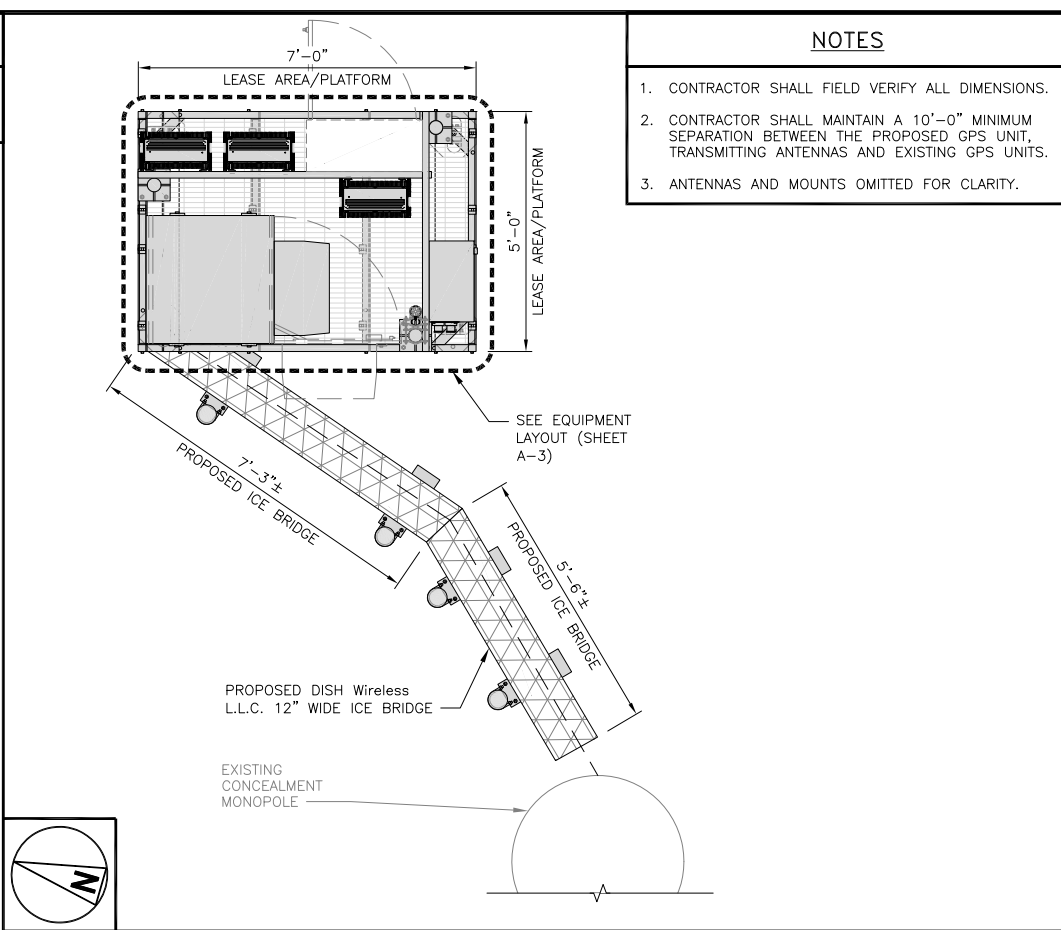 7'-0"
LEASE AREA/PLATFORM
5'-0"
LEASE AREA/PLATFORM
NOTES
1. CONTRACTOR SHALL FIELD VERIFY ALL DIMENSIONS.
2. CONTRACTOR SHALL MAINTAIN A 10'-0" MINIMUM
SEPARATION BETWEEN THE PROPOSED GPS UNIT,
TRANSMITTING ANTENNAS AND EXISTING GPS UNITS.
3. ANTENNAS AND MOUNTS OMITTED FOR CLARITY.
SEE EQUIPMENT
LAYOUT (SHEET
A-3)
7'-3"±
PROPOSED ICE BRIDGE
5'-6"±
PROPOSED ICE BRIDGE
PROPOSED DISH Wireless
L.L.C. 12" WIDE ICE BRIDGE
EXISTING
CONCEALMENT
MONOPOLE
N